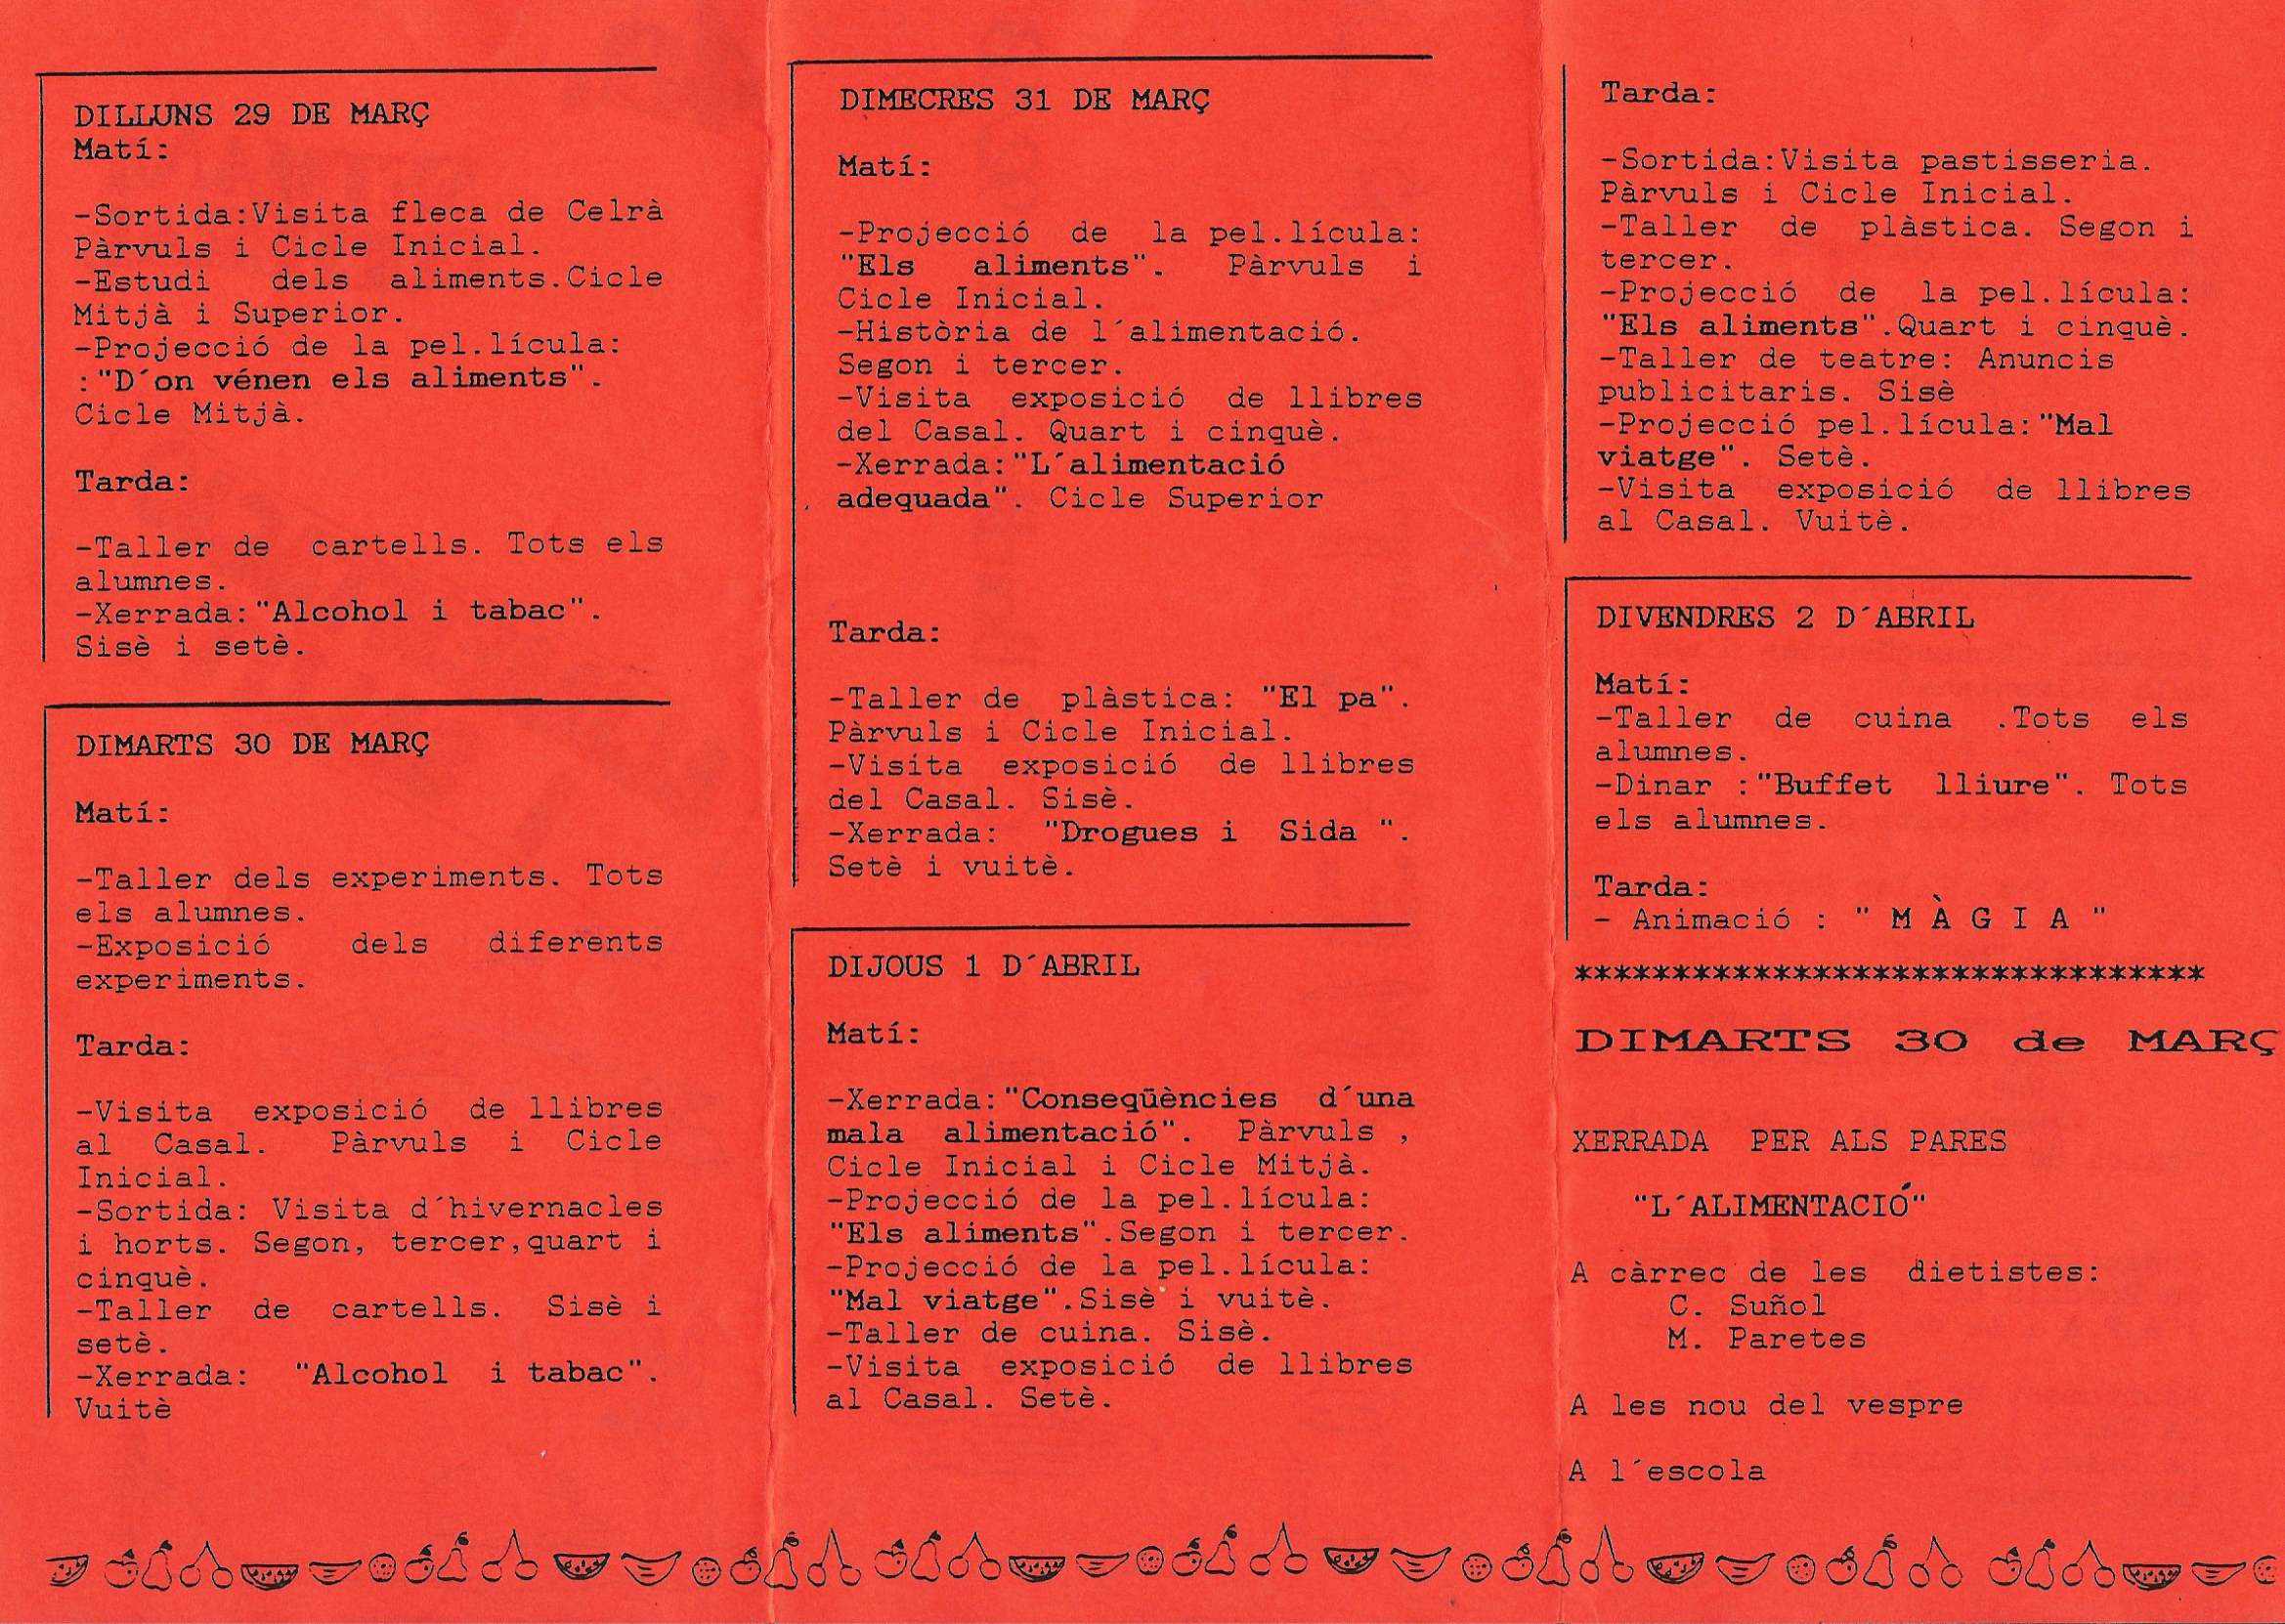 DILLUNS 29 DE MARÇ
Matí:
-Sortida:Visita fleca de Celrà
Pàrvuls i Cicle Inicial.
-Estudi dels aliments.Cicle
Mitjà i Superior.
-Projecció de la pel.lícula:
:"D´on vénen els aliments".
Cicle Mitjà.
Tarda:
-Taller de cartells. Tots els
alumnes.
-Xerrada:"Alcohol i tabac".
Sisè i setè.
DIMARTS 30 DE MARÇ
Matí:
-Taller dels experiments. Tots
els alumnes.
-Exposició dels diferents
experiments.
Tarda:
-Visita exposició de llibres
al Casal. Pàrvuls i Cicle
Inicial.
-Sortida: Visita d´hivernacles
i horts. Segon, tercer,quart i
cinquè.
-Taller de cartells. Sisè i
setè.
-Xerrada: "Alcohol i tabac".
Vuitè
DIMECRES 31 DE MARÇ
Matí:
-Projecció de la pel.lícula:
"Els aliments". Pàrvuls i
Cicle Inicial.
-Història de l´alimentació.
Segon i tercer.
-Visita exposició de llibres
del Casal. Quart i cinquè.
-Xerrada:"L´alimentació
adequada". Cicle Superior
Tarda:
-Taller de plàstica: "El pa".
Pàrvuls i Cicle Inicial.
-Visita exposició de llibres
del Casal. Sisè.
-Xerrada: "Drogues i Sida ".
Setè i vuitè.
DIJOUS 1 D´ABRIL
Matí:
-Xerrada:"Conseqüències d´una
mala alimentació". Pàrvuls ,
Cicle Inicial i Cicle Mitjà.
-Projecció de la pel.lícula:
"Els aliments".Segon i tercer.
-Projecció de la pel.lícula:
"Mal viatge".Sisè i vuitè.
-Taller de cuina. Sisè.
-Visita exposició de llibres
al Casal. Setè.
Tarda:
-Sortida:Visita pastisseria.
Pàrvuls i Cicle Inicial.
-Taller de plàstica. Segon i
tercer.
-Projecció de la pel.lícula:
"Els aliments".Quart i cinquè.
-Taller de teatre: Anuncis
publicitaris. Sisè
-Projecció pel.lícula:"Mal
viatge". Setè.
-Visita exposició de llibres
al Casal. Vuitè.
DIVENDRES 2 D´ABRIL
Matí:
-Taller de cuina .Tots els
alumnes.
-Dinar :"Buffet lliure". Tots
els alumnes.
Tarda:
- Animació : " M À G I A "
********************************
DIMARTS 30 de MARÇ
XERRADA PER ALS PARES
"L´ALIMENTACIÓ"
A càrrec de les dietistes:
C. Suñol
M. Paretes
A les nou del vespre
A l´escola